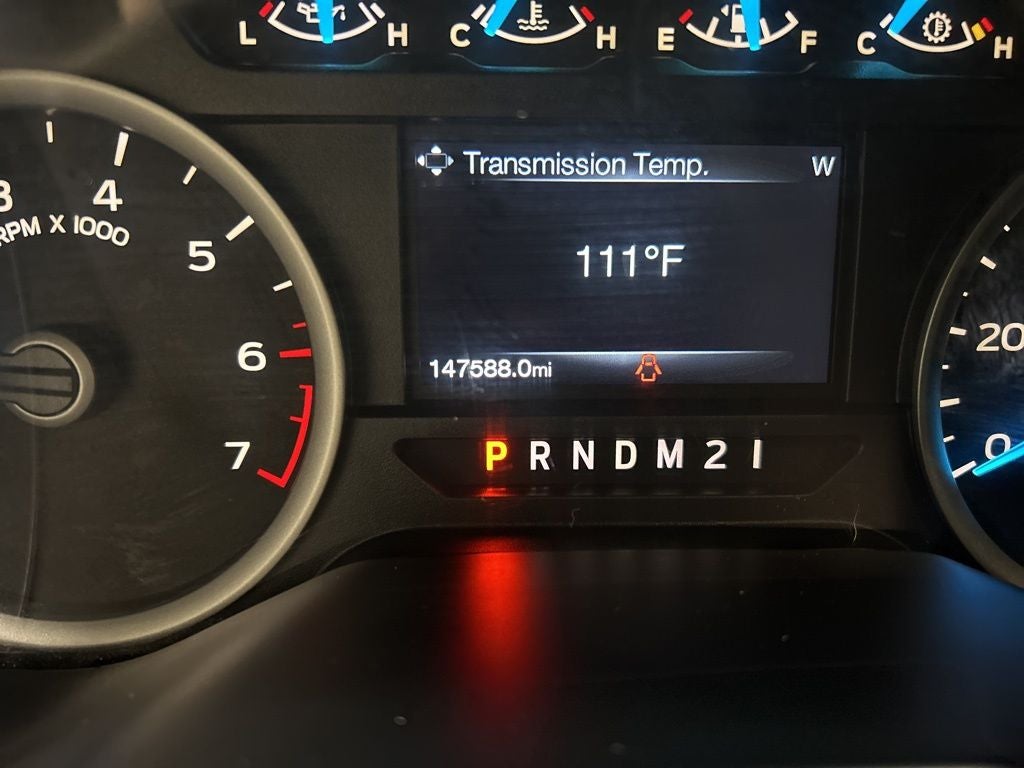 L H C H E F C H
Transmission Temp. W
3 4 5 6 7
RPM X 1000
111°F
147588.0mi
P R N D M 2 1
20
0